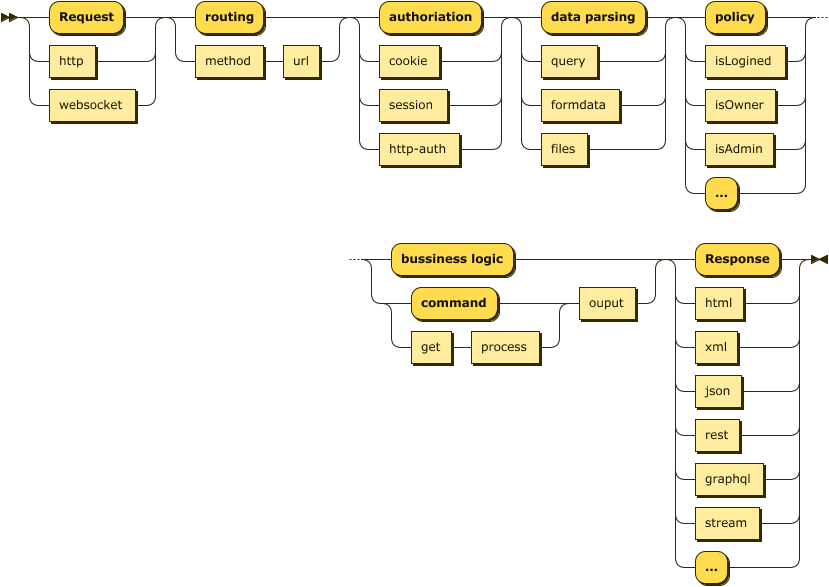 Request routing authoriation data parsing policy
http method url cookie query isLogined
websocket session formdata isOwner
http-auth files isAdmin
...
bussiness logic Response
command ouput html
get process xml
json
rest
graphql
stream
...